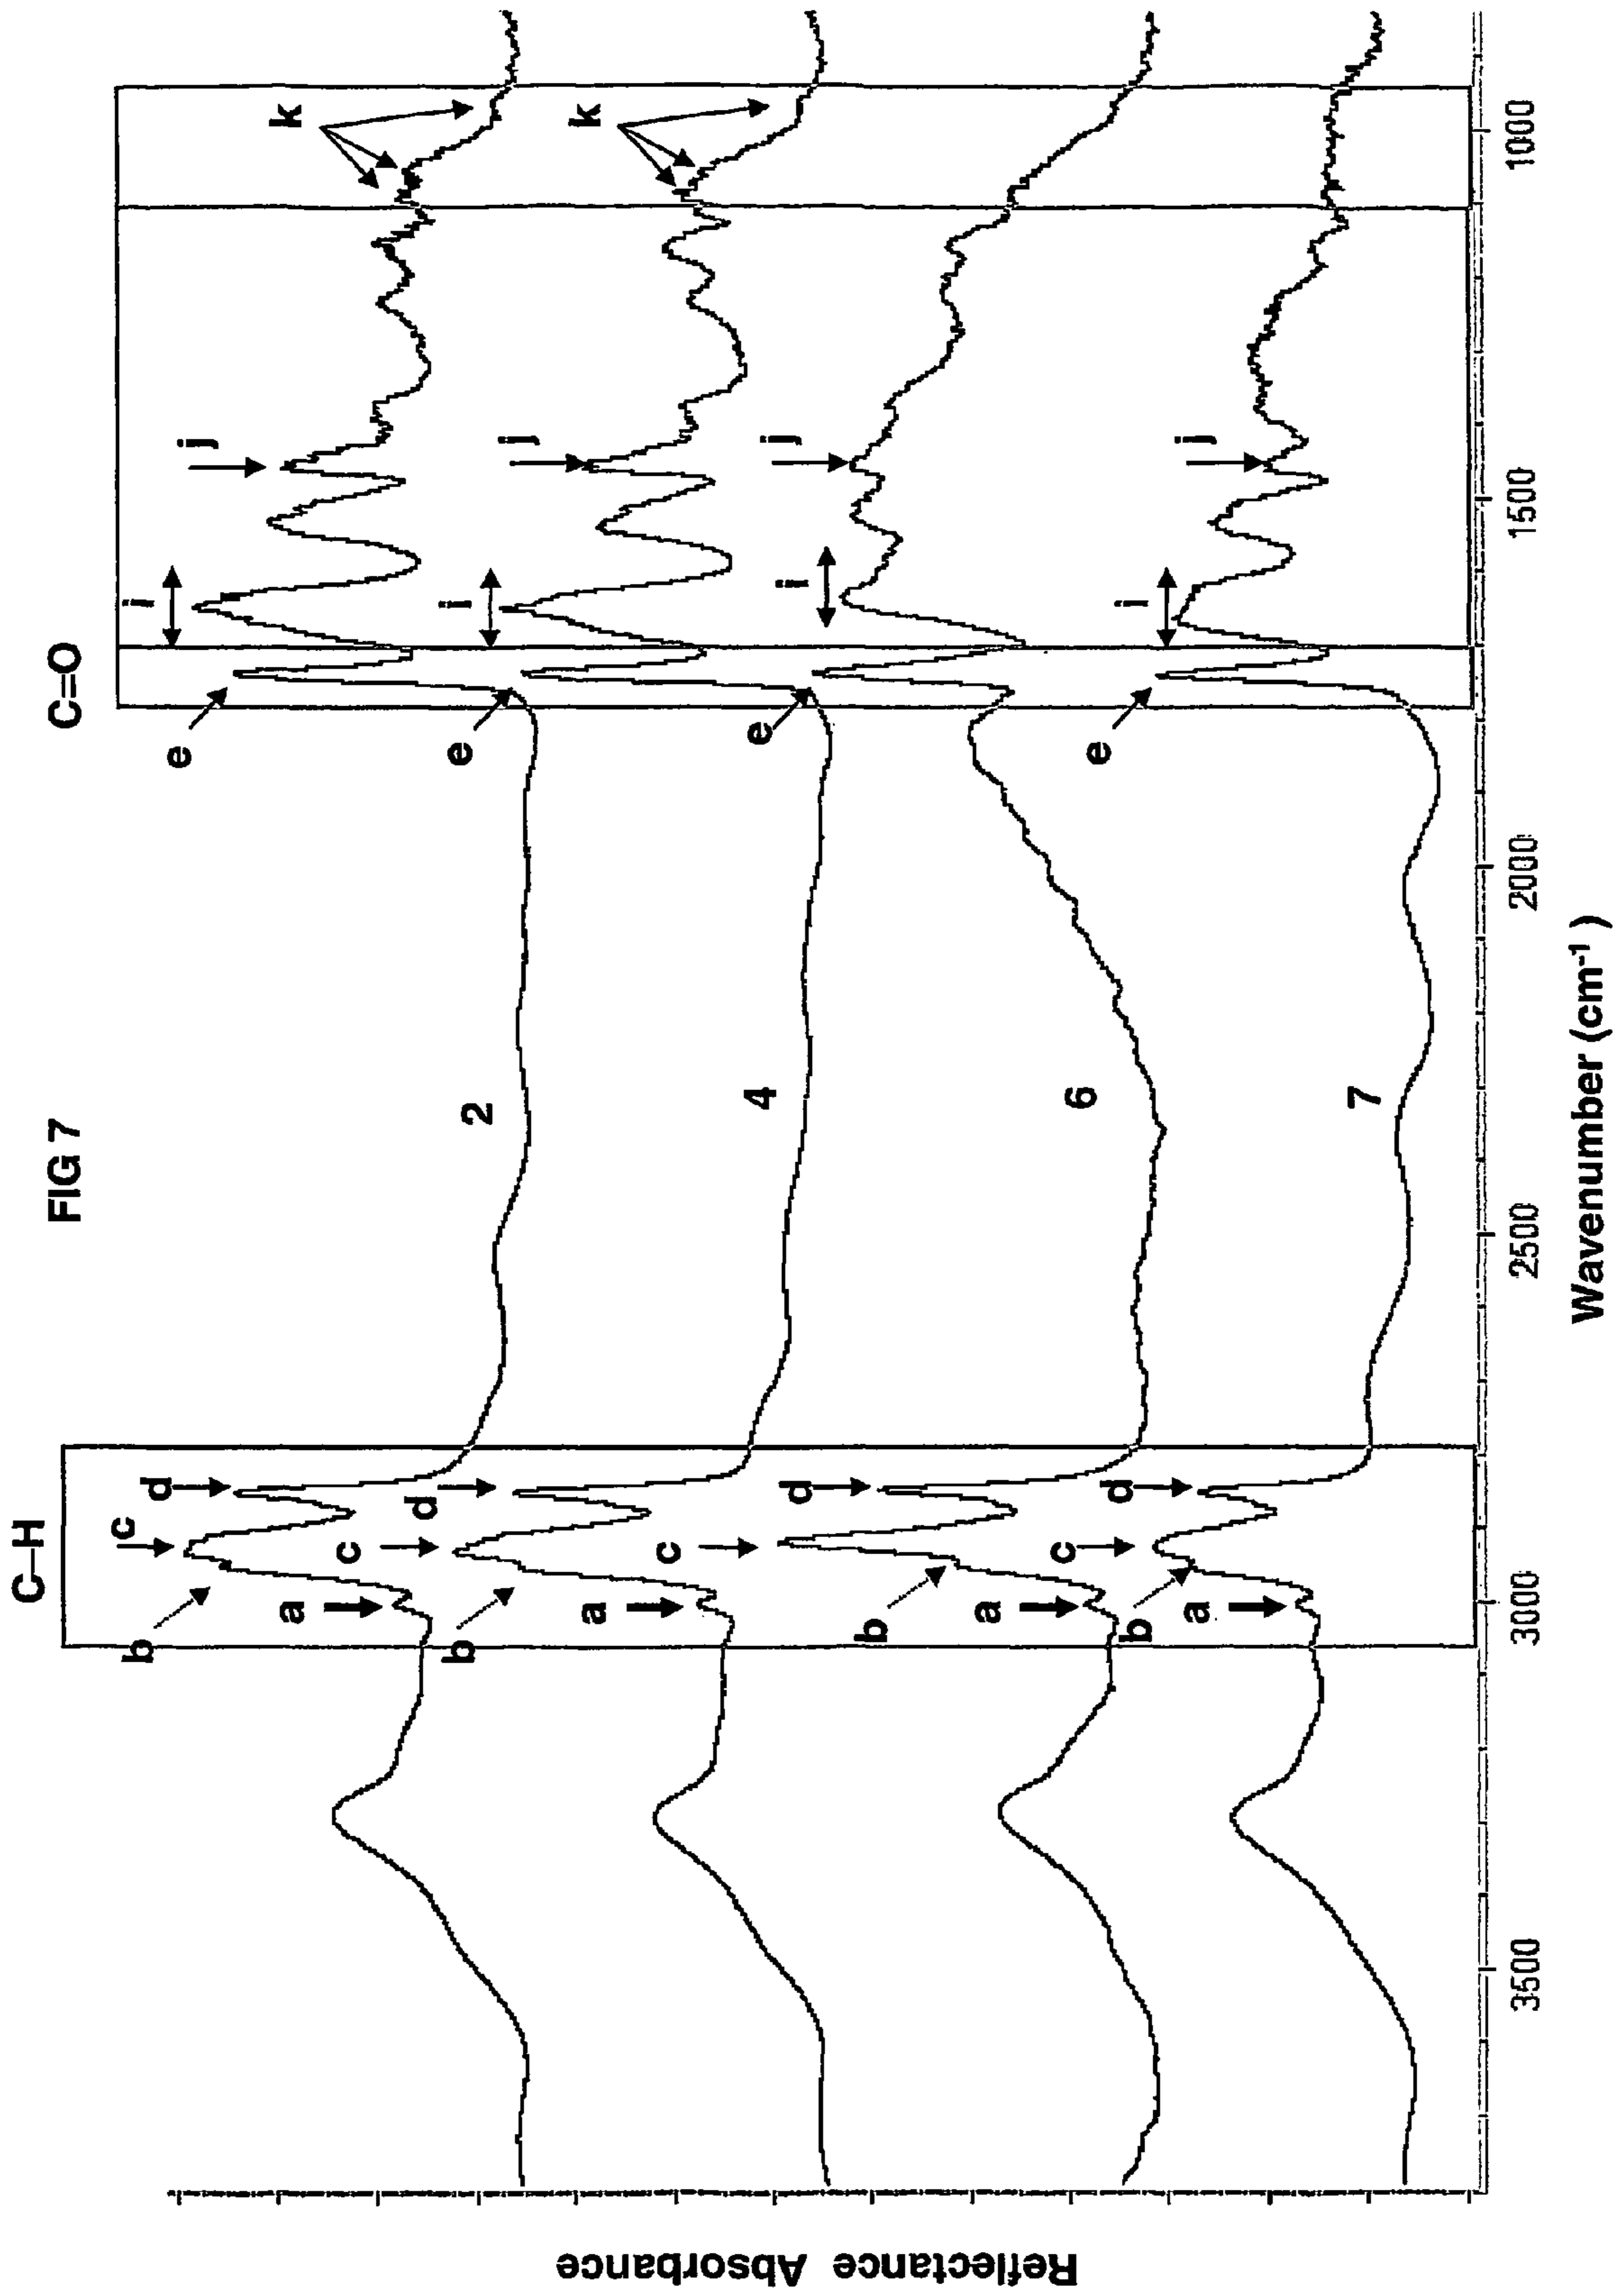 FIG 7
C–H
C=O
b
c
d
a
e
i
j
k
2
b
c
d
a
e
i
j
k
4
b
c
d
a
e
i
j
6
b
c
d
a
e
i
j
7
3500
3000
2500
2000
1500
1000
Wavenumber (cm-1 )
Reflectance Absorbance